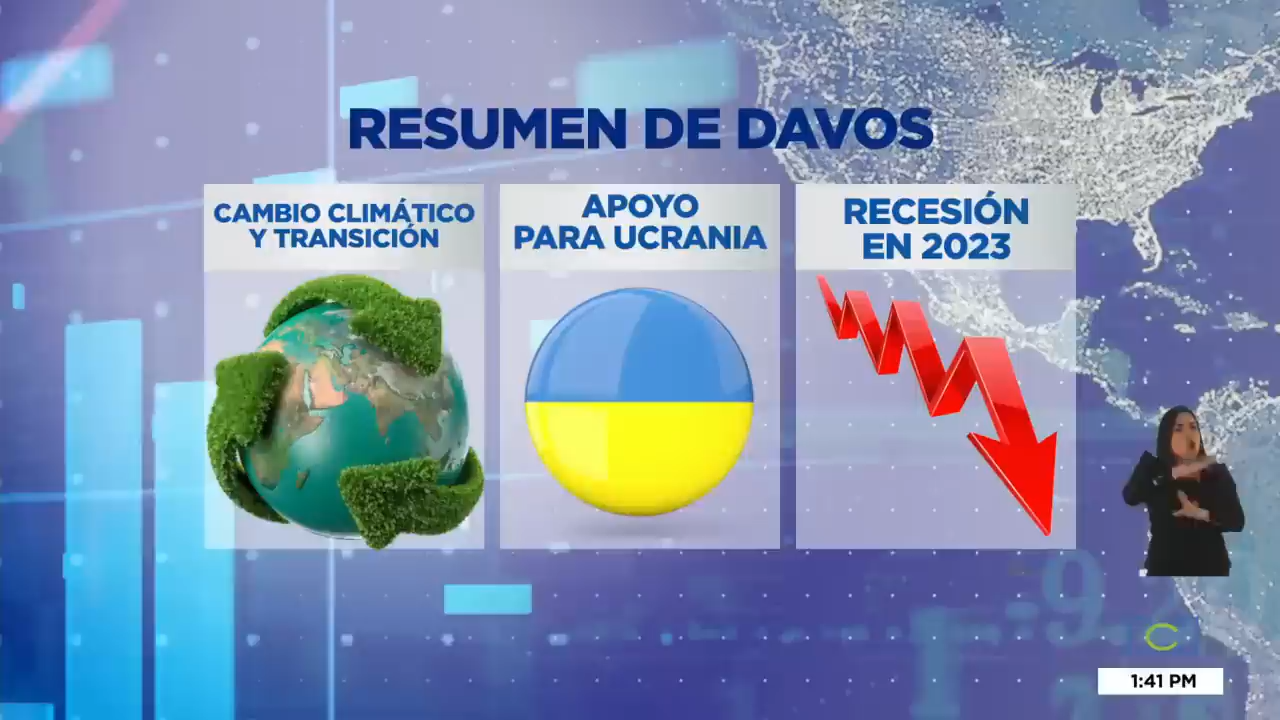 RESUMEN DE DAVOS
CAMBIO CLIMÁTICO
Y TRANSICIÓN
APOYO
PARA UCRANIA
RECESIÓN
EN 2023
1:41 PM